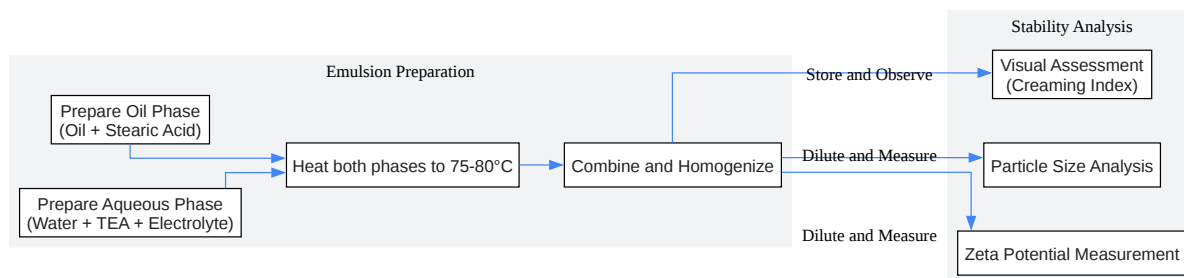 Stability Analysis
Emulsion Preparation
Store and Observe
Visual Assessment
(Creaming Index)
Prepare Oil Phase
(Oil + Stearic Acid)
Heat both phases to 75-80°C
Combine and Homogenize
Dilute and Measure
Particle Size Analysis
Prepare Aqueous Phase
(Water + TEA + Electrolyte)
Dilute and Measure
Zeta Potential Measurement